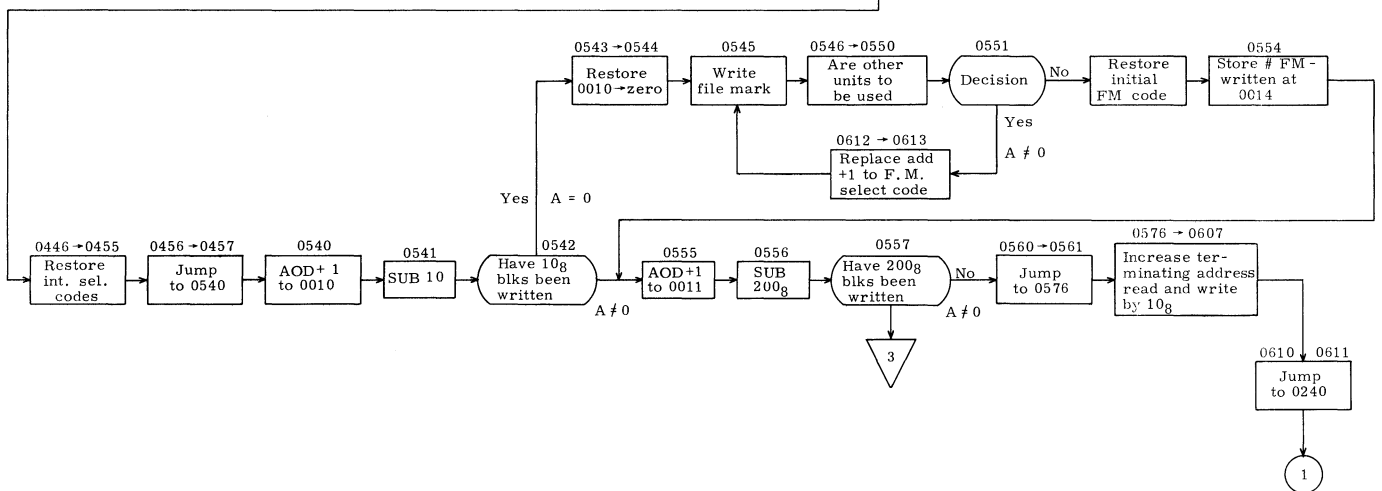 0543 → 0544
Restore
0010→zero
0545
Write
file mark
0546 → 0550
Are other
units to
be used
0551
Decision
No
Yes
A ≠ 0
Restore
initial
FM code
0554
Store # FM -
written at
0014
0612 → 0613
Replace add
+1 to F. M.
select code
Yes A = 0
0446 →0455
Restore
int. sel.
codes
0456 →0457
Jump
to 0540
0540
AOD+ 1
to 0010
0541
SUB 10
0542
Have 10₈
blks been
written
A ≠ 0
0555
AOD +1
to 0011
0556
SUB
200₈
0557
Have 200₈
blks been
written
No
A ≠ 0
3
0560 →0561
Jump
to 0576
0576 → 0607
Increase ter-
minating address
read and write
by 10₈
0610 0611
Jump
to 0240
1